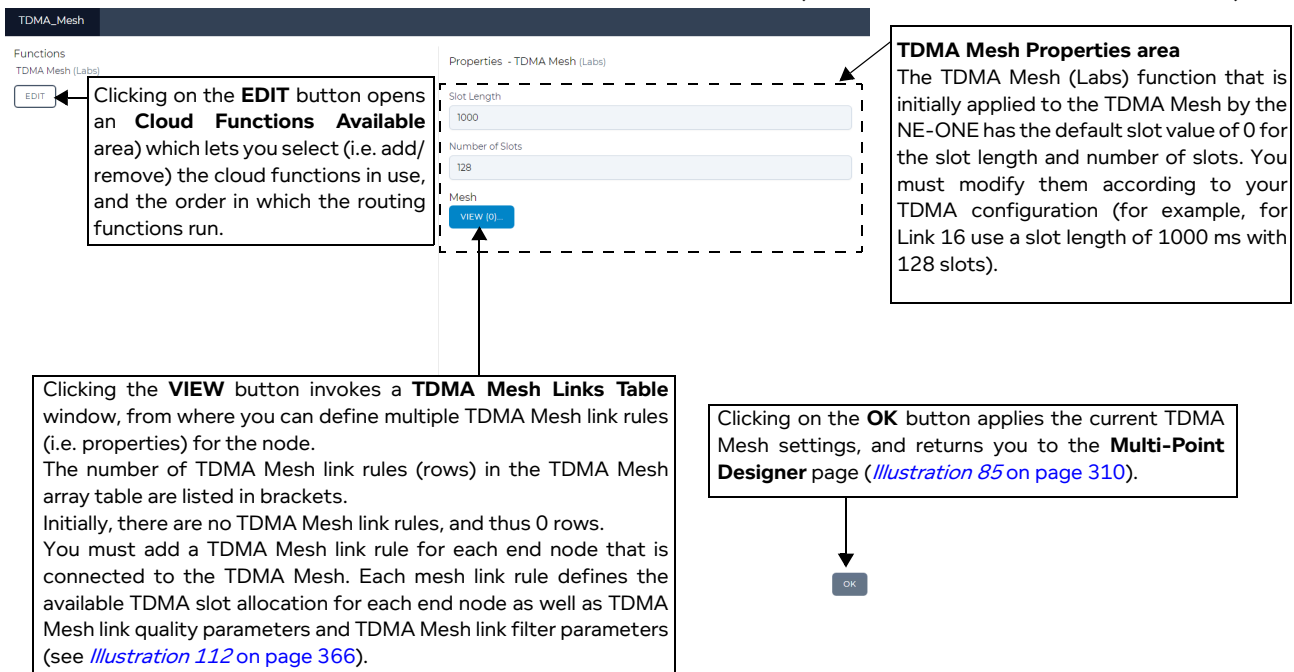 TDMA_Mesh
Functions
TDMA Mesh (Labs)
EDIT
Clicking on the EDIT button opens
an Cloud Functions Available
area) which lets you select (i.e. add/
remove) the cloud functions in use,
and the order in which the routing
functions run.
Properties - TDMA Mesh (Labs)
Slot Length
1000
Number of Slots
128
Mesh
VIEW (0)...
TDMA Mesh Properties area
The TDMA Mesh (Labs) function that is
initially applied to the TDMA Mesh by the
NE-ONE has the default slot value of 0 for
the slot length and number of slots. You
must modify them according to your
TDMA configuration (for example, for
Link 16 use a slot length of 1000 ms with
128 slots).
Clicking the VIEW button invokes a TDMA Mesh Links Table
window, from where you can define multiple TDMA Mesh link rules
(i.e. properties) for the node.
The number of TDMA Mesh link rules (rows) in the TDMA Mesh
array table are listed in brackets.
Initially, there are no TDMA Mesh link rules, and thus 0 rows.
You must add a TDMA Mesh link rule for each end node that is
connected to the TDMA Mesh. Each mesh link rule defines the
available TDMA slot allocation for each end node as well as TDMA
Mesh link quality parameters and TDMA Mesh link filter parameters
(see Illustration 112 on page 366).
Clicking on the OK button applies the current TDMA
Mesh settings, and returns you to the Multi-Point
Designer page (Illustration 85 on page 310).
OK